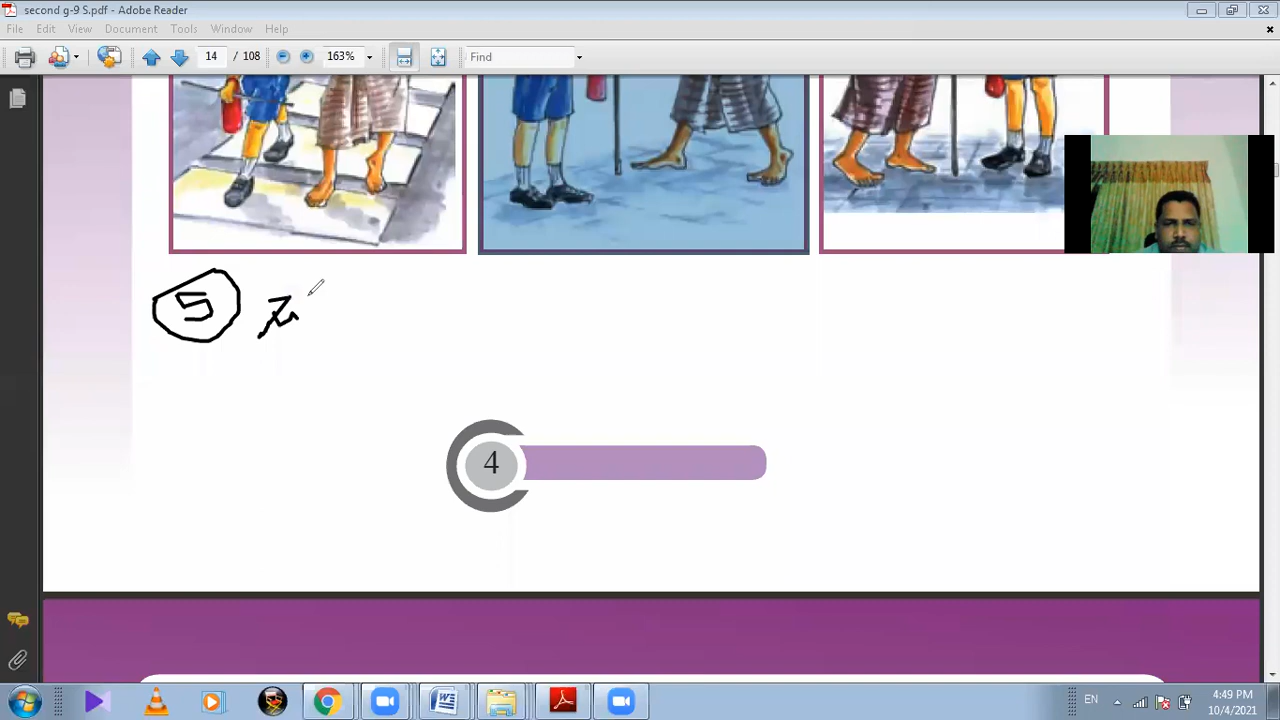 second g-9 S.pdf - Adobe Reader
File Edit View Document Tools Window Help
14 / 108 163% Find
5
4
EN 4:49 PM
10/4/2021